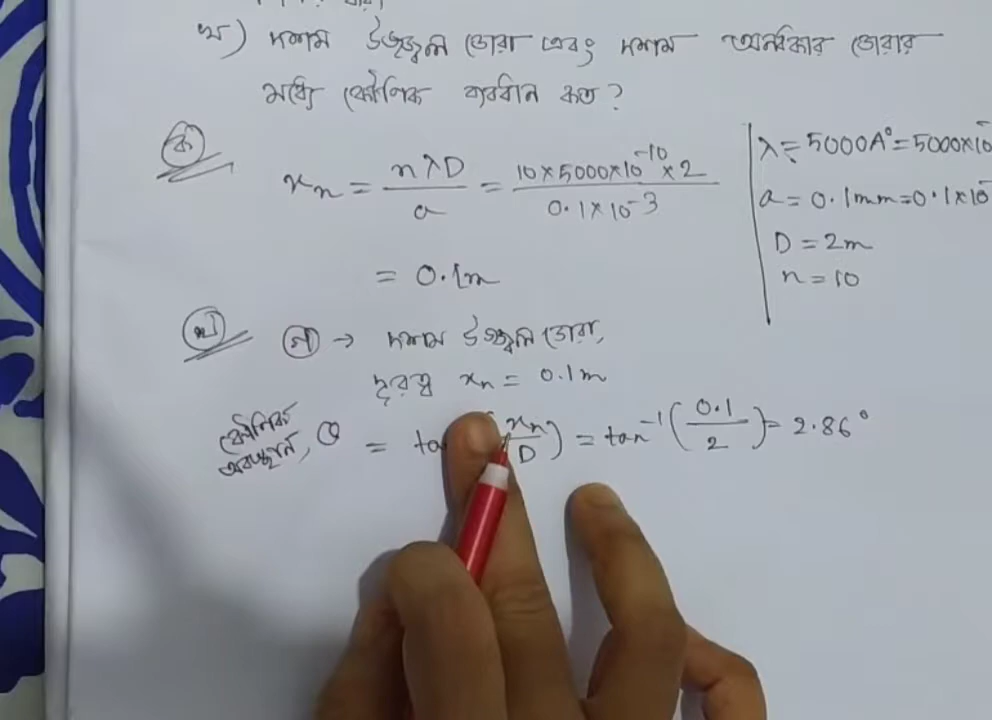 খ) দশম উজ্জ্বল ডোরা এবং দশম অন্ধকার ডোরার
মধ্যে কৌণিক ব্যবধান কত?
ক
xₙ = nλD/a = 10×5000×10⁻¹⁰×2/0.1×10⁻³
= 0.1m
λ = 5000A° = 5000×10⁻
a = 0.1mm = 0.1×10⁻
D = 2m
n = 10
খ
→ দশম উজ্জ্বল ডোরা,
দূরত্ব xₙ = 0.1m
কৌণিক
অবস্থান, θ = ta (xₙ/D) = tan⁻¹(0.1/2) = 2.86°